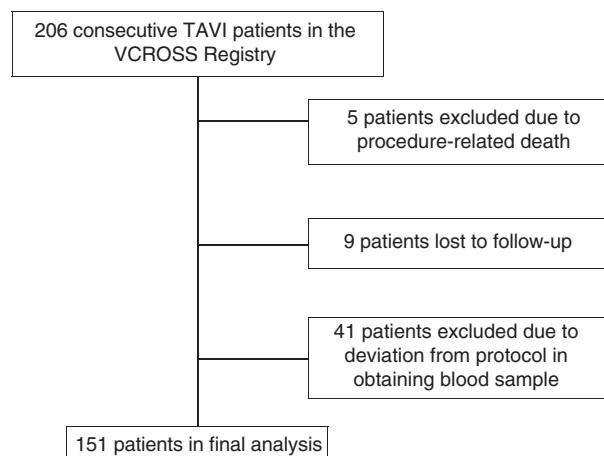 206 consecutive TAVI patients in the
VCROSS Registry
5 patients excluded due to
procedure-related death
9 patients lost to follow-up
41 patients excluded due to
deviation from protocol in
obtaining blood sample
151 patients in final analysis